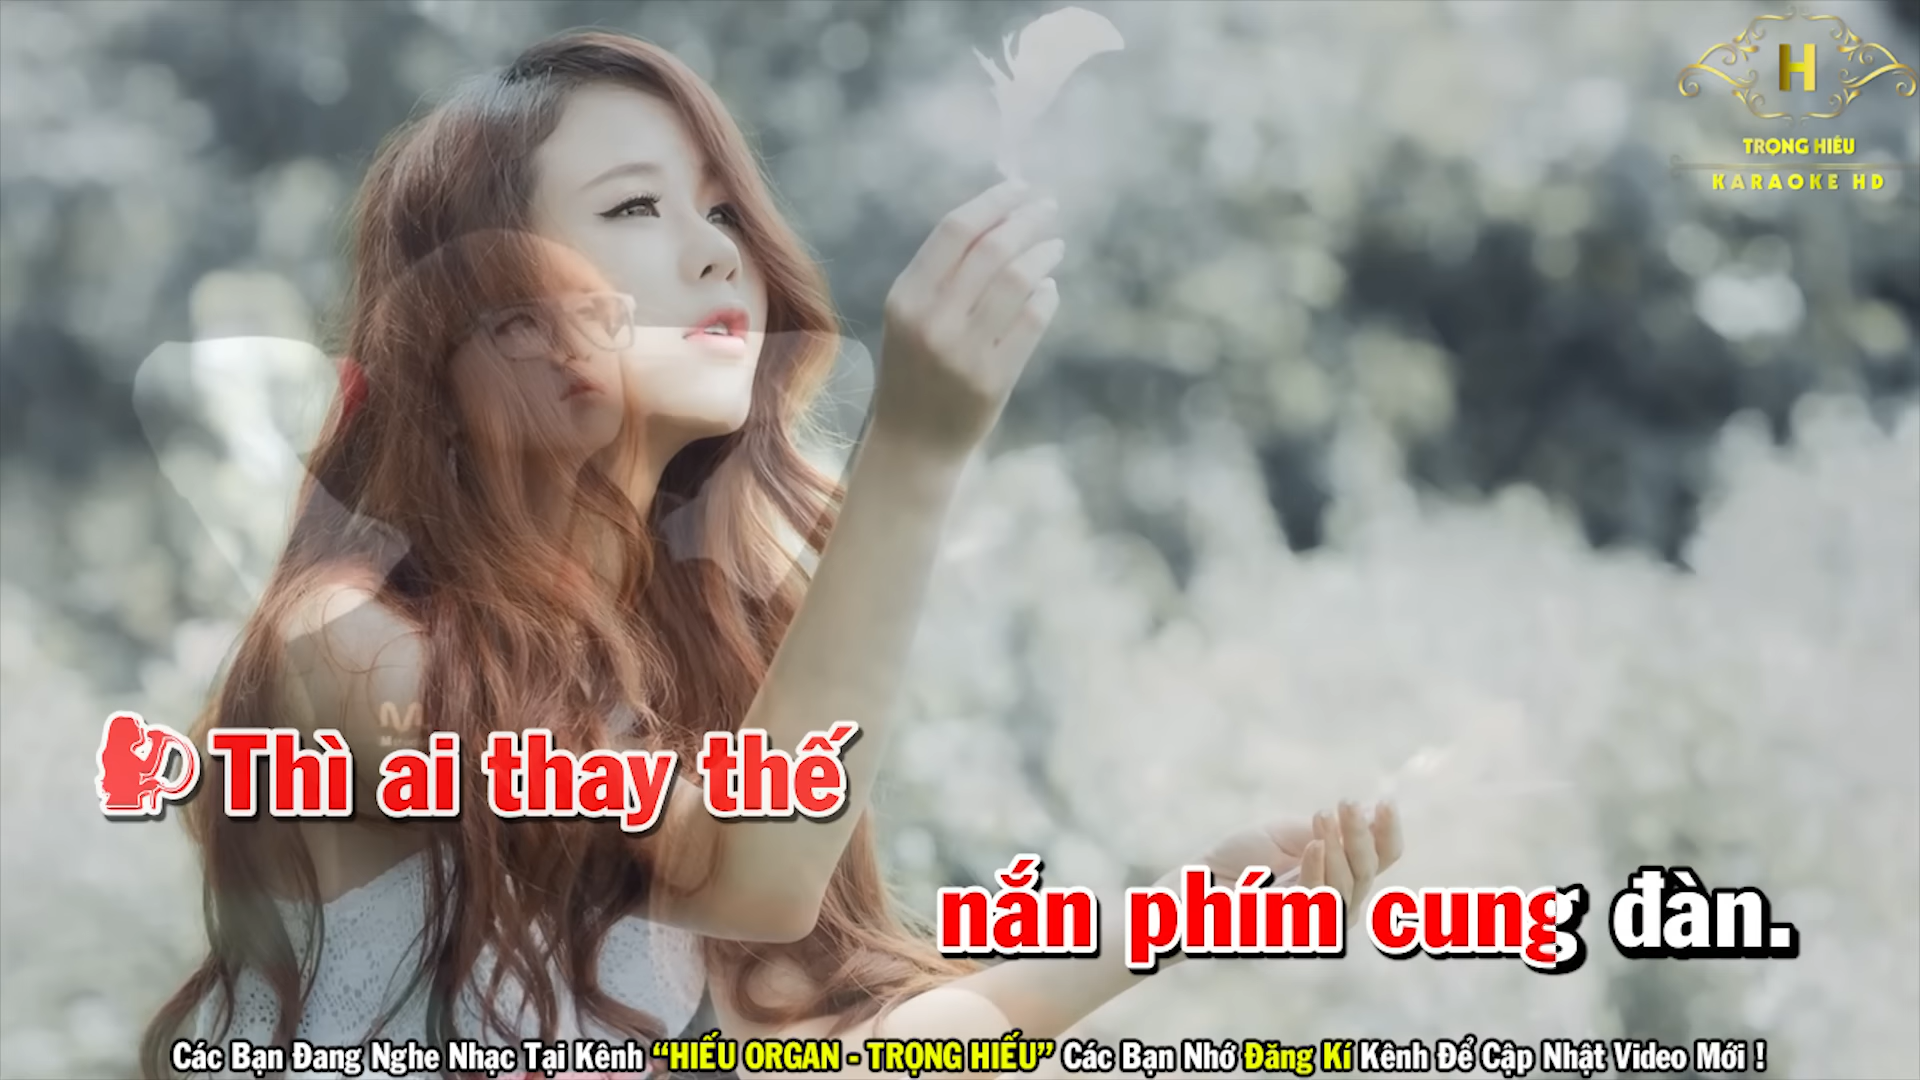 H
TRỌNG HIẾU
KARAOKE HD
Thì ai thay thế
nắn phím cung đàn.
Các Bạn Đang Nghe Nhạc Tại Kênh “HIẾU ORGAN - TRỌNG HIẾU” Các Bạn Nhớ Đăng Kí Kênh Để Cập Nhật Video Mới !